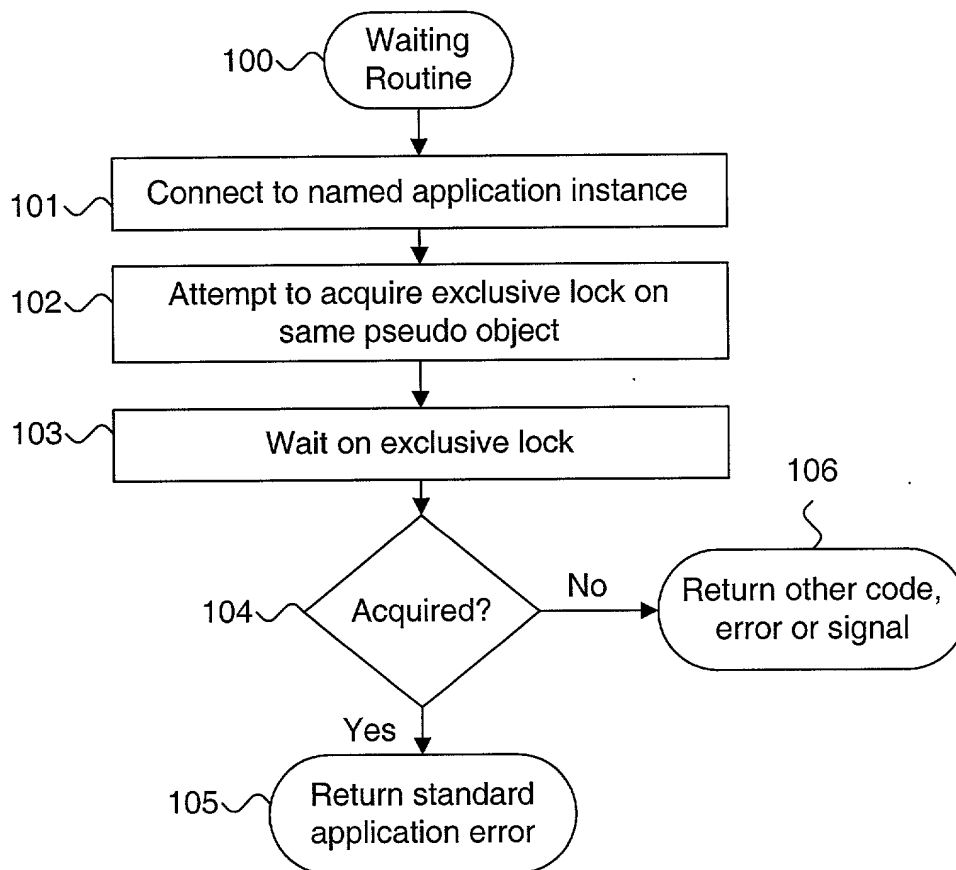 100
Waiting
Routine
101
Connect to named application instance
102
Attempt to acquire exclusive lock on
same pseudo object
103
Wait on exclusive lock
106
104
Acquired?
No
Return other code,
error or signal
Yes
105
Return standard
application error